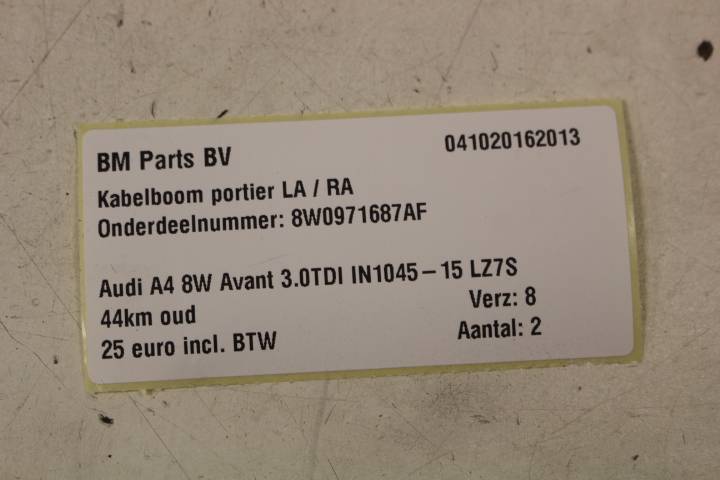 BM Parts BV 041020162013
Kabelboom portier LA / RA
Onderdeelnummer: 8W0971687AF
Audi A4 8W Avant 3.0TDI IN1045-15 LZ7S
44km oud Verz: 8
25 euro incl. BTW Aantal: 2